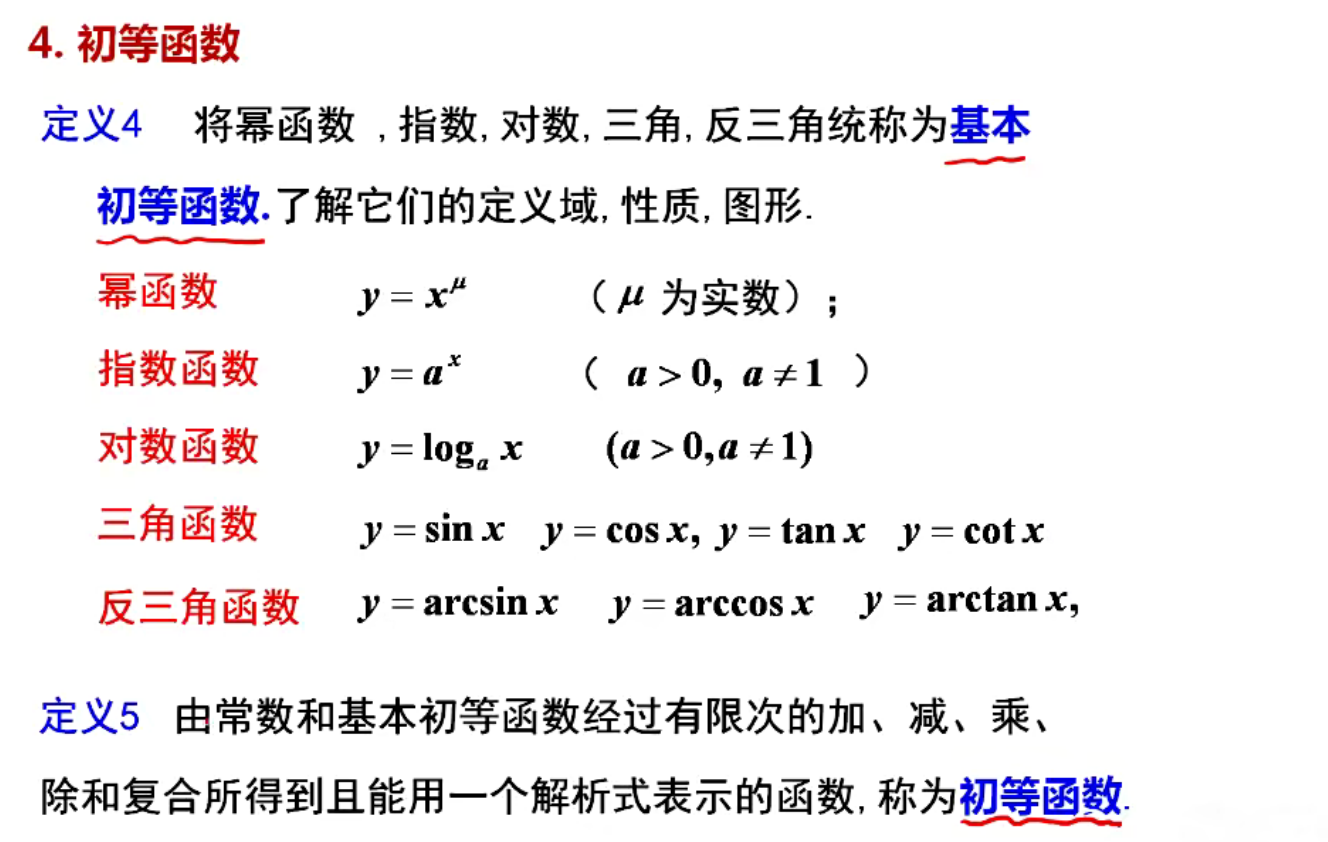 4. 初等函数
定义4 将幂函数 , 指数, 对数, 三角, 反三角统称为基本
初等函数.了解它们的定义域, 性质, 图形.
幂函数 y = x^μ （ μ 为实数）;
指数函数 y = a^x （ a > 0, a ≠ 1 ）
对数函数 y = log_a x (a > 0,a ≠ 1)
三角函数 y = sin x y = cos x, y = tan x y = cot x
反三角函数 y = arcsin x y = arccos x y = arctan x,
定义5 由常数和基本初等函数经过有限次的加、减、乘、
除和复合所得到且能用一个解析式表示的函数, 称为初等函数.